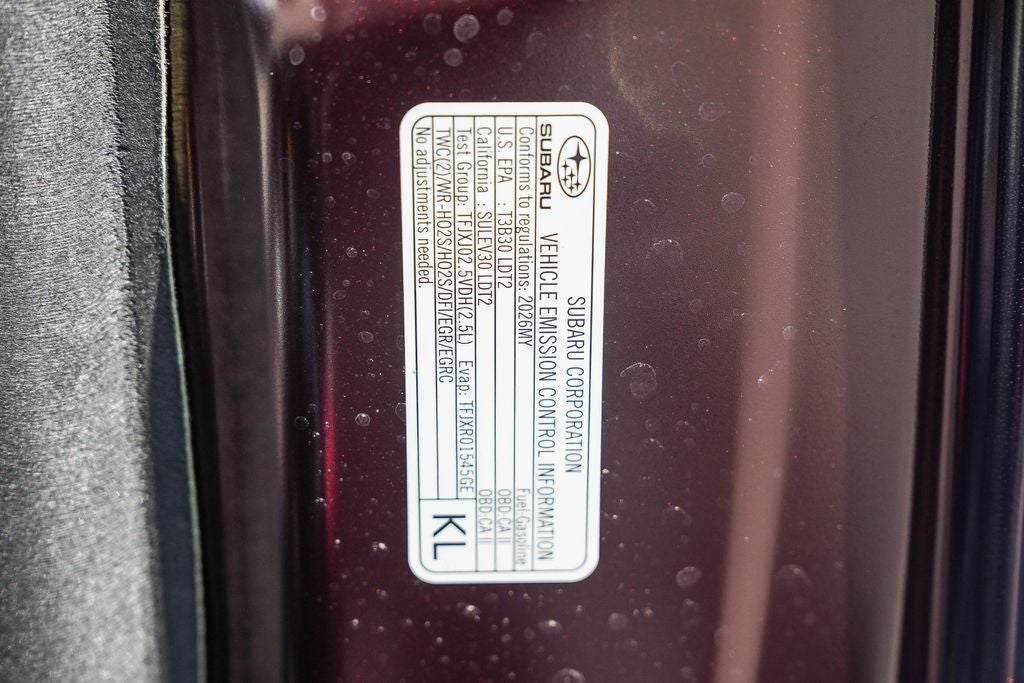 SUBARU CORPORATION
SUBARU VEHICLE EMISSION CONTROL INFORMATION
Conforms to regulations: 2026MY Fuel:Gasoline
U.S. EPA : T3B30 LDT2 OBD:CA II
California : SULEV30 LDT2 OBD:CA II
Test Group: TFJXJ02.5VDH(2.5L) Evap: TFJXR01545GE
TWC(2)/WR-HO2S/HO2S/DFI/EGR/EGRC
No adjustments needed.
KL